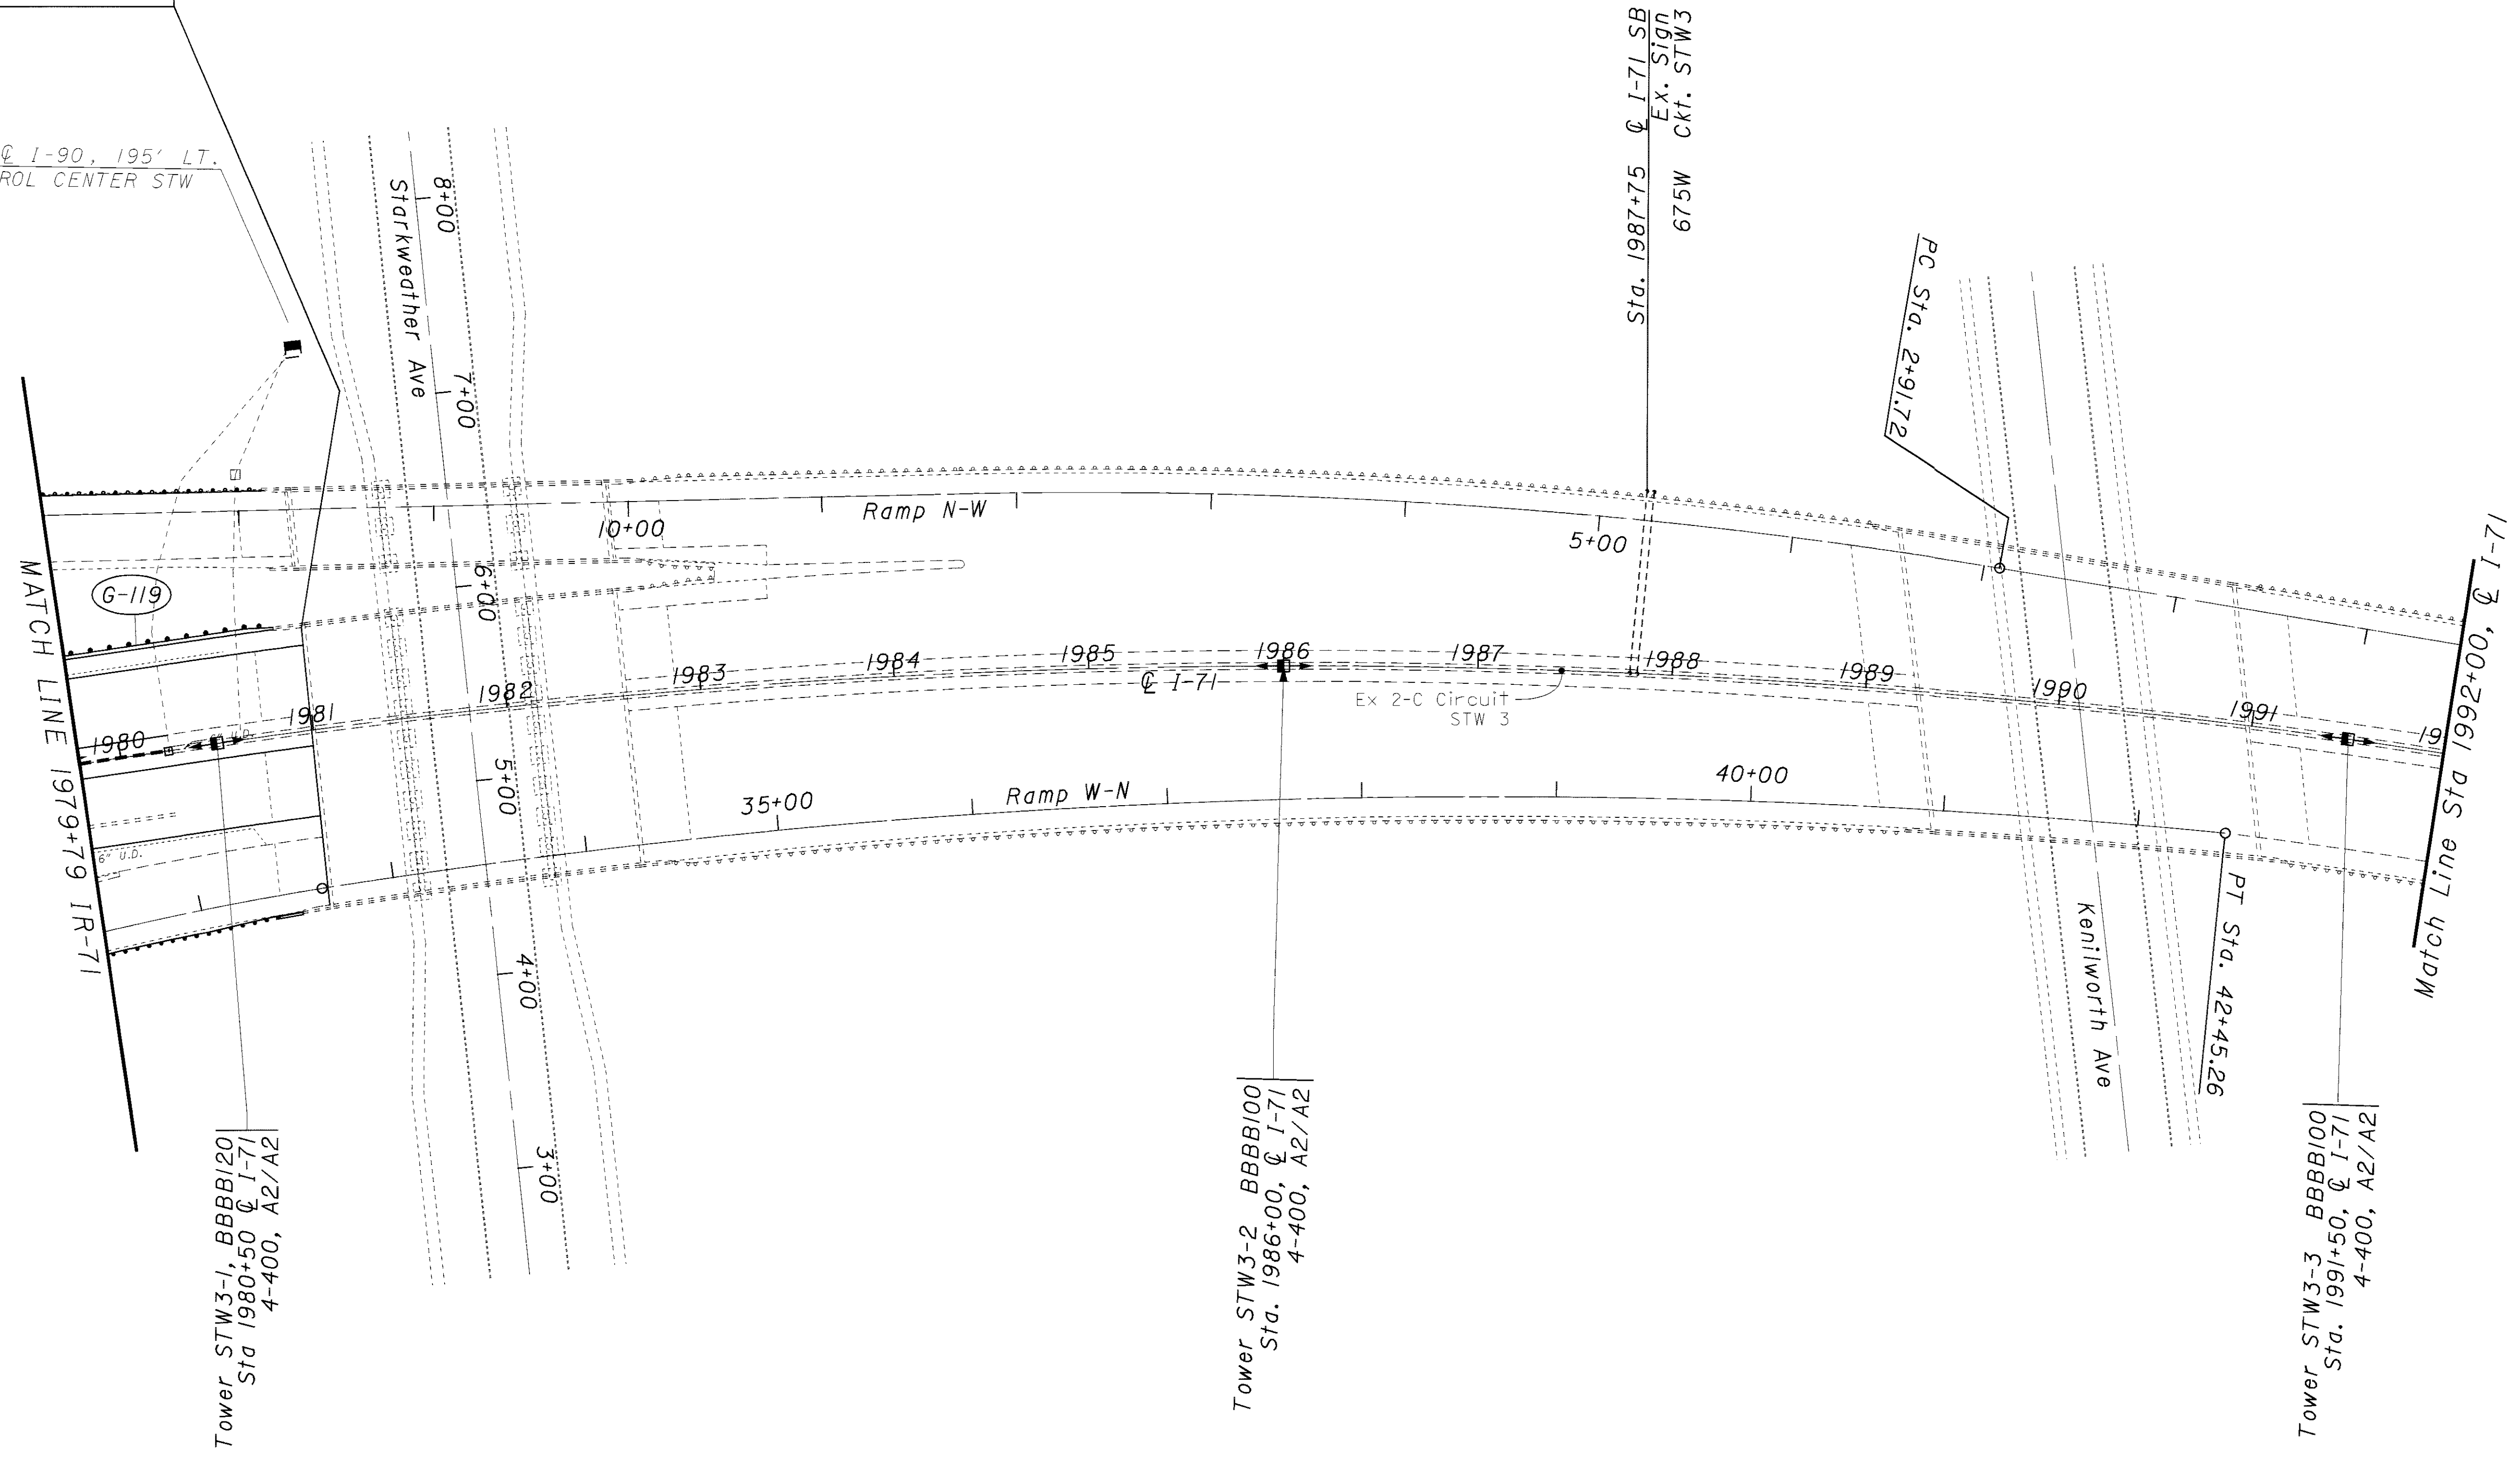 ℄ I-90, 195' LT.
ROL CENTER STW
Starkweather Ave
8+00
7+00
6+00
5+00
4+00
3+00
Sta. 1987+75 ℄ I-71 SB
Ex. Sign
675W Ckt. STW3
PC Sta. 2+91.72
Ramp N-W
10+00
5+00
MATCH LINE 1979+79 IR-71
G-119
1980
1981
1982
1983
1984
1985
1986
1987
1988
1989
1990
1991
19
U.D.
℄ I-71
Ex 2-C Circuit
STW 3
6" U.D.
35+00
Ramp W-N
40+00
Kenilworth Ave
PT Sta. 42+45.26
Match Line Sta 1992+00, ℄ I-71
Tower STW3-1, BBBB120
Sta 1980+50 ℄ I-71
4-400, A2/A2
Tower STW3-2 BBBB100
Sta. 1986+00, ℄ I-71
4-400, A2/A2
Tower STW3-3 BBBB100
Sta. 1991+50, ℄ I-71
4-400, A2/A2